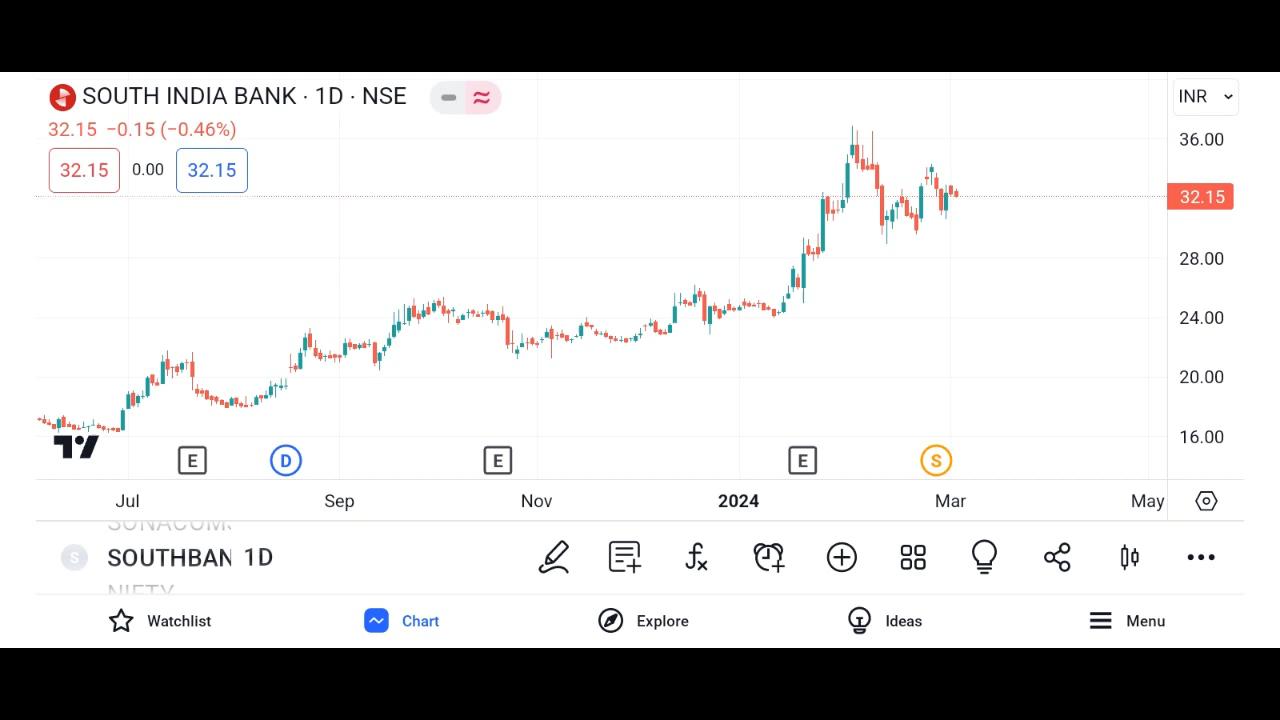 SOUTH INDIA BANK · 1D · NSE
INR
32.15 −0.15 (−0.46%)
32.15 0.00 32.15
36.00
32.15
28.00
24.00
20.00
16.00
E D E E S
Jul Sep Nov 2024 Mar May
S SOUTHBAN 1D
NIFTY
Watchlist Chart Explore Ideas Menu